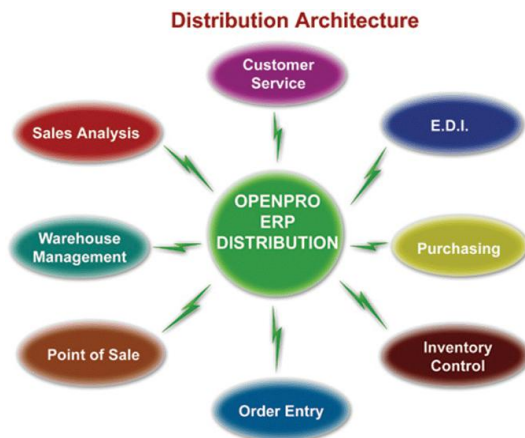 Distribution Architecture
Customer
Service
Sales Analysis
E.D.I.
OPENPRO
ERP
DISTRIBUTION
Warehouse
Management
Purchasing
Point of Sale
Inventory
Control
Order Entry